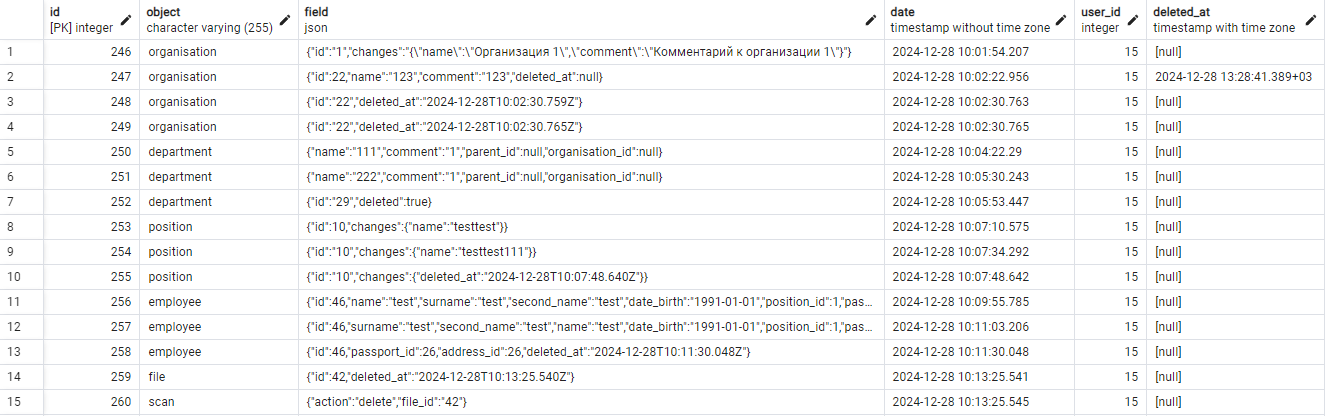 id object field date user_id deleted_at
[PK] integer character varying (255) json timestamp without time zone integer timestamp with time zone
1 246 organisation {"id":"1","changes":"{\"name\":\"Организация 1\",\"comment\":\"Комментарий к организации 1\"}"} 2024-12-28 10:01:54.207 15 [null]
2 247 organisation {"id":22,"name":"123","comment":"123","deleted_at":null} 2024-12-28 10:02:22.956 15 2024-12-28 13:28:41.389+03
3 248 organisation {"id":"22","deleted_at":"2024-12-28T10:02:30.759Z"} 2024-12-28 10:02:30.763 15 [null]
4 249 organisation {"id":"22","deleted_at":"2024-12-28T10:02:30.765Z"} 2024-12-28 10:02:30.765 15 [null]
5 250 department {"name":"111","comment":"1","parent_id":null,"organisation_id":null} 2024-12-28 10:04:22.29 15 [null]
6 251 department {"name":"222","comment":"1","parent_id":null,"organisation_id":null} 2024-12-28 10:05:30.243 15 [null]
7 252 department {"id":"29","deleted":true} 2024-12-28 10:05:53.447 15 [null]
8 253 position {"id":10,"changes":{"name":"testtest"}} 2024-12-28 10:07:10.575 15 [null]
9 254 position {"id":"10","changes":{"name":"testtest111"}} 2024-12-28 10:07:34.292 15 [null]
10 255 position {"id":"10","changes":{"deleted_at":"2024-12-28T10:07:48.640Z"}} 2024-12-28 10:07:48.642 15 [null]
11 256 employee {"id":46,"name":"test","surname":"test","second_name":"test","date_birth":"1991-01-01","position_id":1,"pas… 2024-12-28 10:09:55.785 15 [null]
12 257 employee {"id":46,"surname":"test","second_name":"test","name":"test","date_birth":"1991-01-01","position_id":1,"pas… 2024-12-28 10:11:03.206 15 [null]
13 258 employee {"id":46,"passport_id":26,"address_id":26,"deleted_at":"2024-12-28T10:11:30.048Z"} 2024-12-28 10:11:30.048 15 [null]
14 259 file {"id":42,"deleted_at":"2024-12-28T10:13:25.540Z"} 2024-12-28 10:13:25.541 15 [null]
15 260 scan {"action":"delete","file_id":"42"} 2024-12-28 10:13:25.545 15 [null]